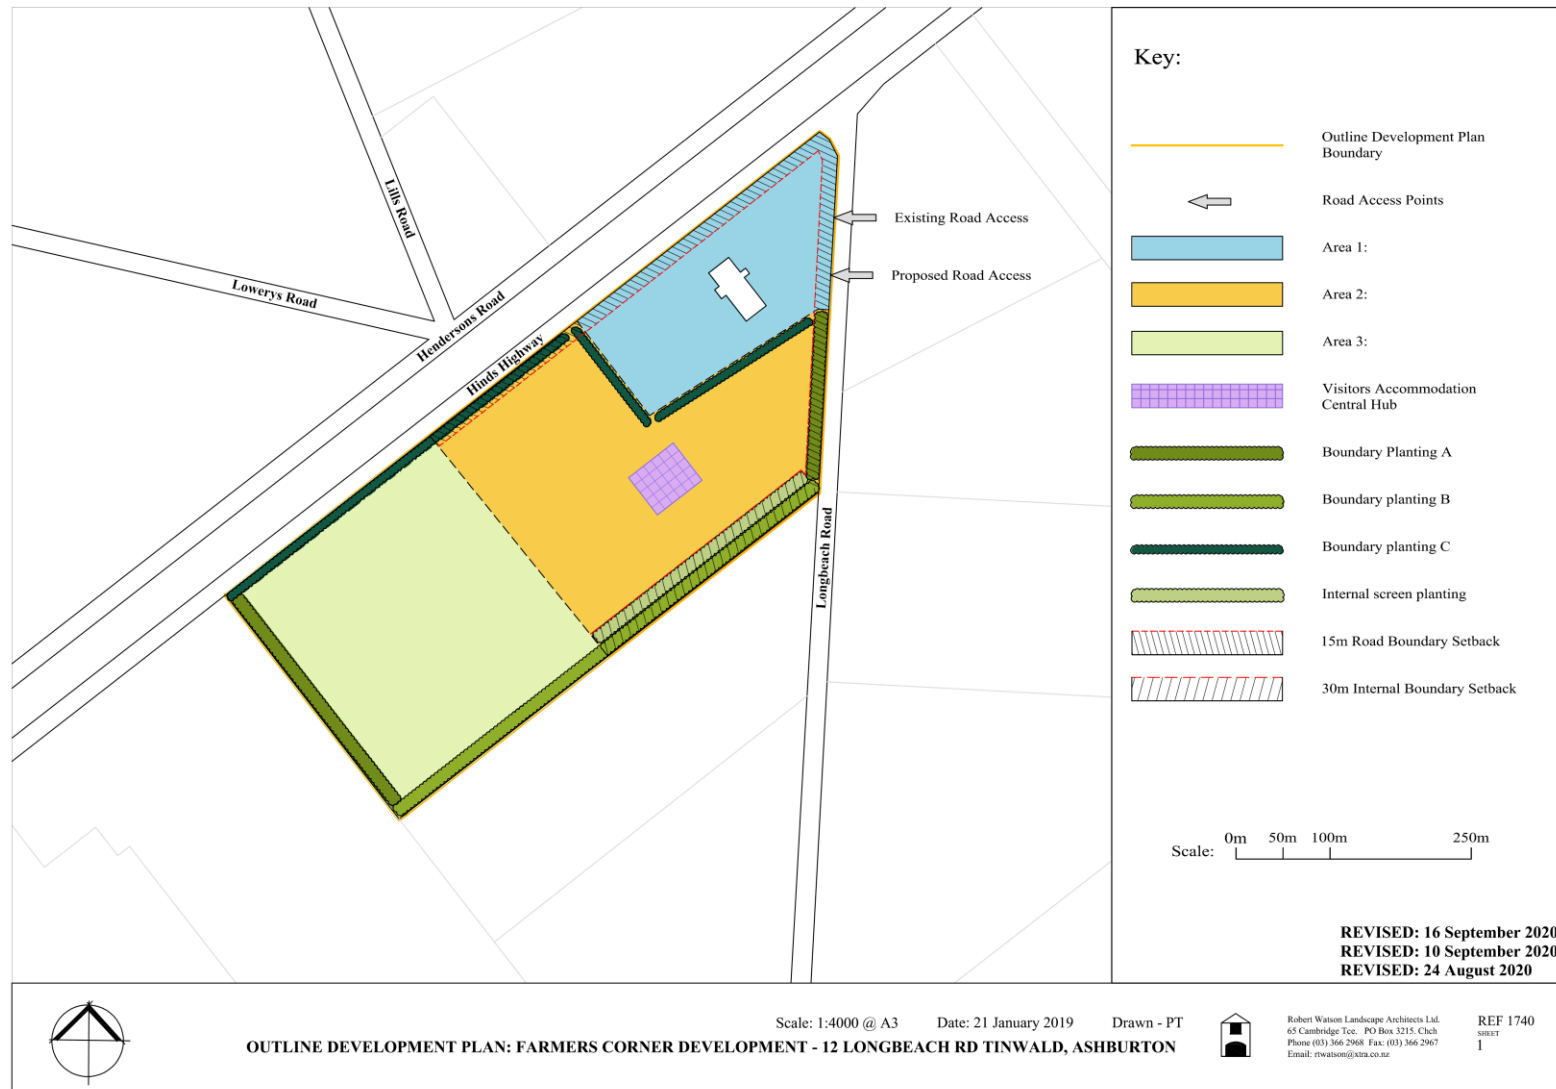 Lills Road
Lowerys Road
Hendersons Road
Hinds Highway
Longbeach Road
Existing Road Access
Proposed Road Access
Key:
Outline Development Plan
Boundary
Road Access Points
Area 1:
Area 2:
Area 3:
Visitors Accommodation
Central Hub
Boundary Planting A
Boundary planting B
Boundary planting C
Internal screen planting
15m Road Boundary Setback
30m Internal Boundary Setback
Scale: 0m 50m 100m 250m
REVISED: 16 September 2020
REVISED: 10 September 2020
REVISED: 24 August 2020
Scale: 1:4000 @ A3 Date: 21 January 2019 Drawn - PT
OUTLINE DEVELOPMENT PLAN: FARMERS CORNER DEVELOPMENT - 12 LONGBEACH RD TINWALD, ASHBURTON
Robert Watson Landscape Architects Ltd.
65 Cambridge Tce. PO Box 3215. Chch
Phone (03) 366 2968 Fax: (03) 366 2967
Email: rtwatson@xtra.co.nz
REF 1740
SHEET
1